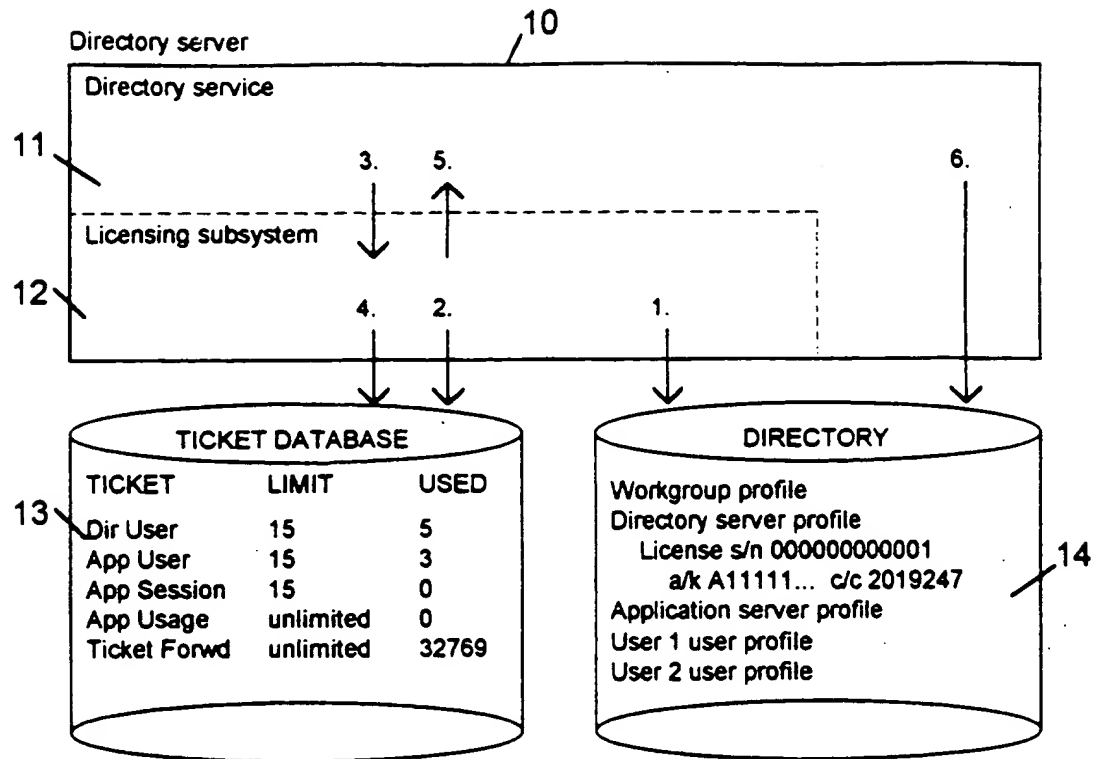 10
Directory server
Directory service
11
3. 5. 6.
Licensing subsystem
12
4. 2. 1.
TICKET DATABASE
TICKET LIMIT USED
13
Dir User 15 5
App User 15 3
App Session 15 0
App Usage unlimited 0
Ticket Forwd unlimited 32769
DIRECTORY
Workgroup profile
Directory server profile
License s/n 000000000001
a/k A11111... c/c 2019247
14
Application server profile
User 1 user profile
User 2 user profile